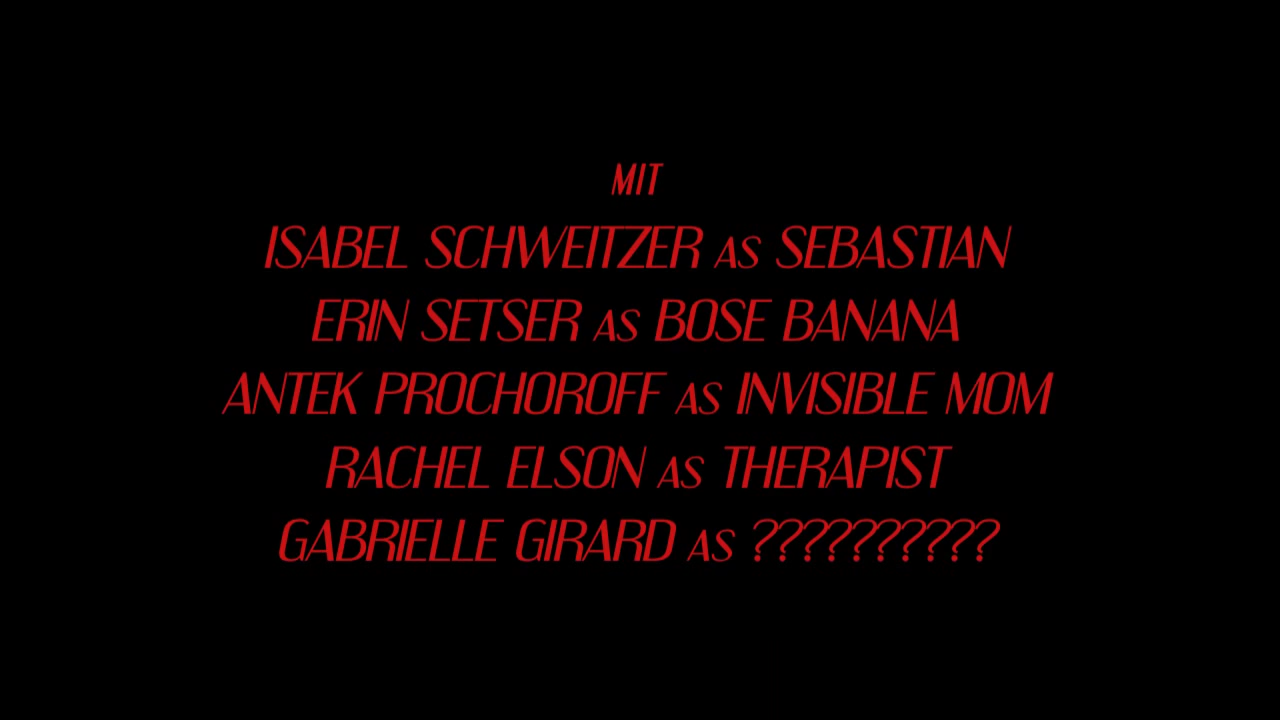 MIT
ISABEL SCHWEITZER AS SEBASTIAN
ERIN SETSER AS BOSE BANANA
ANTEK PROCHOROFF AS INVISIBLE MOM
RACHEL ELSON AS THERAPIST
GABRIELLE GIRARD AS ??????????